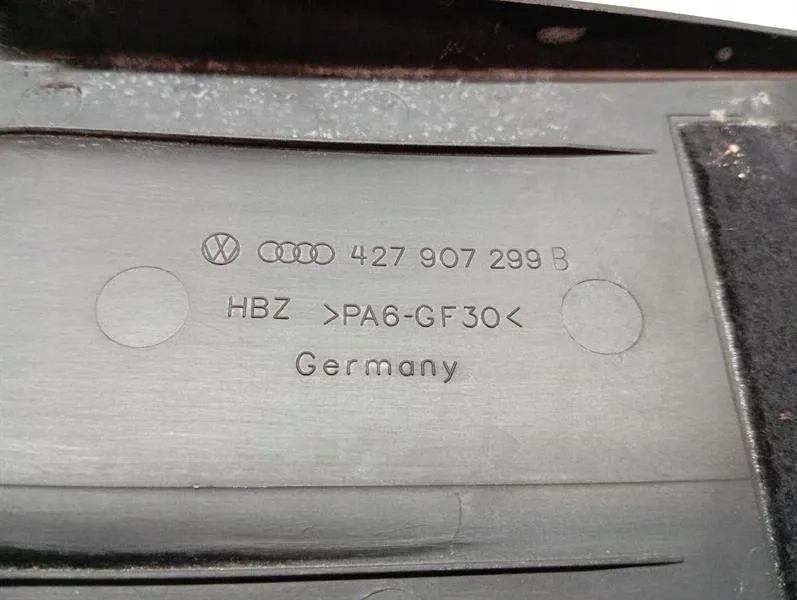 427 907 299 B
HBZ >PA6-GF30<
Germany